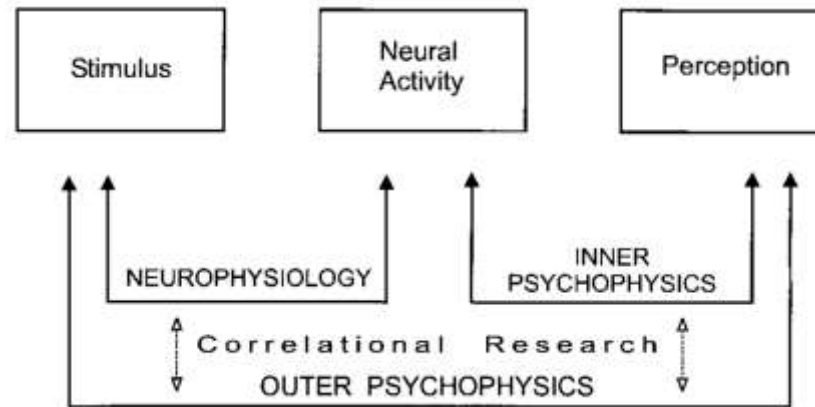 Stimulus
Neural
Activity
Perception
NEUROPHYSIOLOGY
INNER
PSYCHOPHYSICS
Correlational Research
OUTER PSYCHOPHYSICS